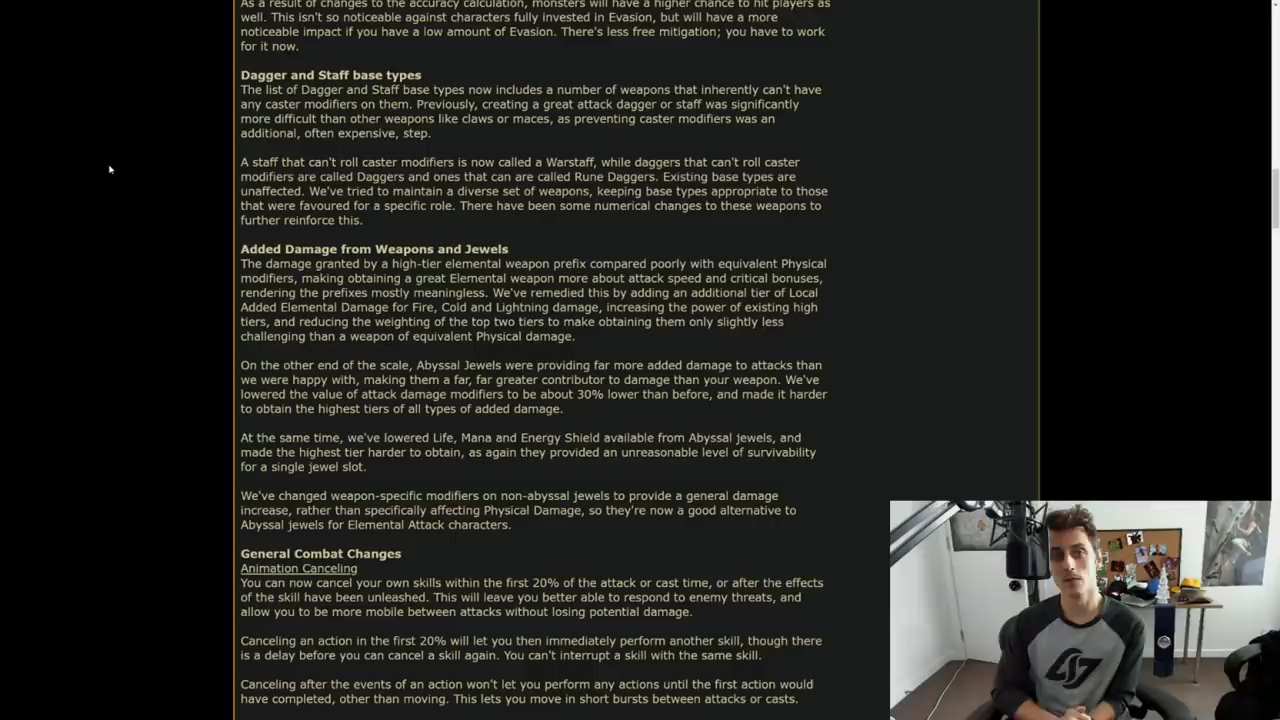 As a result of changes to the accuracy calculation, monsters will have a higher chance to hit players as
well. This isn't so noticeable against characters fully invested in Evasion, but will have a more
noticeable impact if you have a low amount of Evasion. There's less free mitigation; you have to work
for it now.
Dagger and Staff base types
The list of Dagger and Staff base types now includes a number of weapons that inherently can't have
any caster modifiers on them. Previously, creating a great attack dagger or staff was significantly
more difficult than other weapons like claws or maces, as preventing caster modifiers was an
additional, often expensive, step.
A staff that can't roll caster modifiers is now called a Warstaff, while daggers that can't roll caster
modifiers are called Daggers and ones that can are called Rune Daggers. Existing base types are
unaffected. We've tried to maintain a diverse set of weapons, keeping base types appropriate to those
that were favoured for a specific role. There have been some numerical changes to these weapons to
further reinforce this.
Added Damage from Weapons and Jewels
The damage granted by a high-tier elemental weapon prefix compared poorly with equivalent Physical
modifiers, making obtaining a great Elemental weapon more about attack speed and critical bonuses,
rendering the prefixes mostly meaningless. We've remedied this by adding an additional tier of Local
Added Elemental Damage for Fire, Cold and Lightning damage, increasing the power of existing high
tiers, and reducing the weighting of the top two tiers to make obtaining them only slightly less
challenging than a weapon of equivalent Physical damage.
On the other end of the scale, Abyssal Jewels were providing far more added damage to attacks than
we were happy with, making them a far, far greater contributor to damage than your weapon. We've
lowered the value of attack damage modifiers to be about 30% lower than before, and made it harder
to obtain the highest tiers of all types of added damage.
At the same time, we've lowered Life, Mana and Energy Shield available from Abyssal jewels, and
made the highest tier harder to obtain, as again they provided an unreasonable level of survivability
for a single jewel slot.
We've changed weapon-specific modifiers on non-abyssal jewels to provide a general damage
increase, rather than specifically affecting Physical Damage, so they're now a good alternative to
Abyssal jewels for Elemental Attack characters.
General Combat Changes
Animation Canceling
You can now cancel your own skills within the first 20% of the attack or cast time, or after the effects
of the skill have been unleashed. This will leave you better able to respond to enemy threats, and
allow you to be more mobile between attacks without losing potential damage.
Canceling an action in the first 20% will let you then immediately perform another skill, though there
is a delay before you can cancel a skill again. You can't interrupt a skill with the same skill.
Canceling after the events of an action won't let you perform any actions until the first action would
have completed, other than moving. This lets you move in short bursts between attacks or casts.